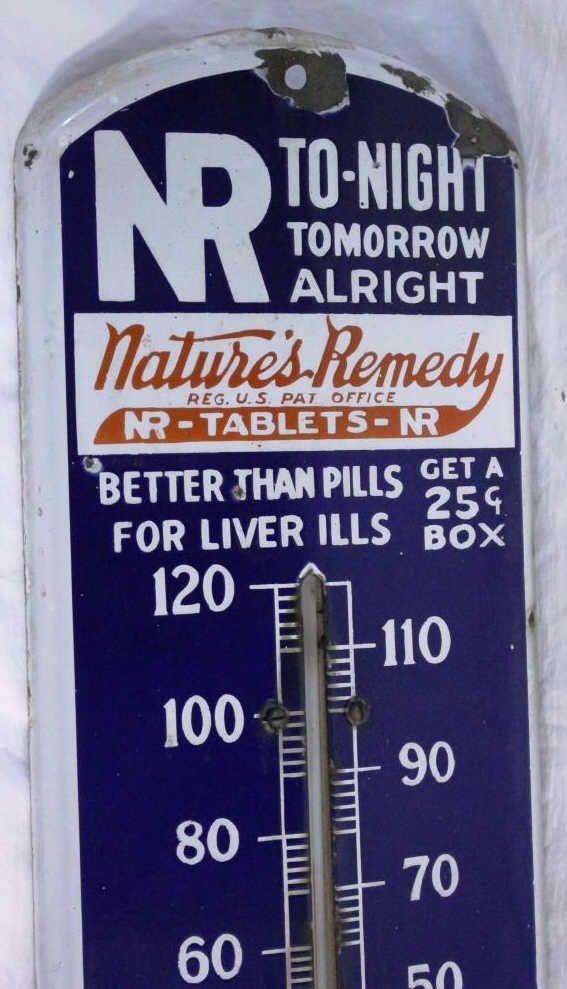 NR
TO-NIGHT
TOMORROW
ALRIGHT
Nature's Remedy
REG. U.S. PAT. OFFICE
NR - TABLETS - NR
BETTER THAN PILLS
FOR LIVER ILLS
GET A
25¢
BOX
120
110
100
90
80
70
60
50